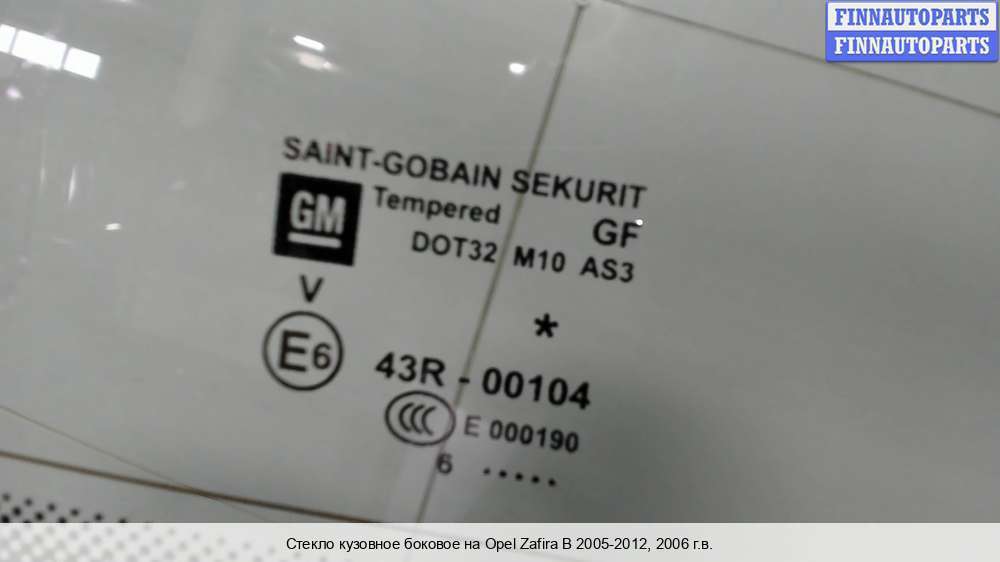 FINNAUTOPARTS
FINNAUTOPARTS
SAINT-GOBAIN SEKURIT
GM
Tempered GF
DOT32 M10 AS3
V
*
E6 43R - 00104
CCC E 000190
6 .....
Стекло кузовное боковое на Opel Zafira B 2005-2012, 2006 г.в.